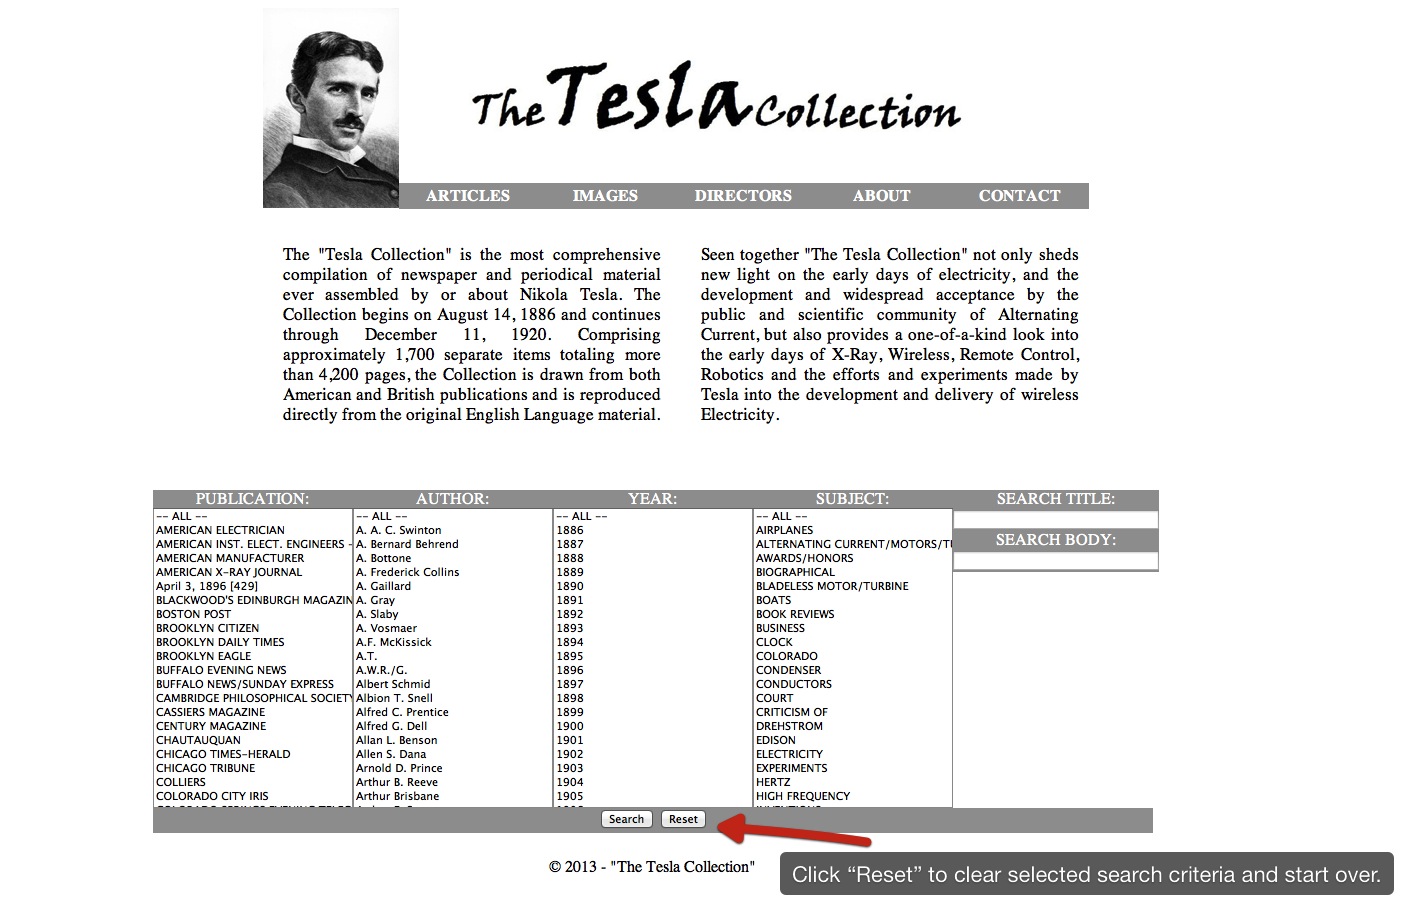 The Tesla Collection
ARTICLES IMAGES DIRECTORS ABOUT CONTACT
The "Tesla Collection" is the most comprehensive
compilation of newspaper and periodical material
ever assembled by or about Nikola Tesla. The
Collection begins on August 14, 1886 and continues
through December 11, 1920. Comprising
approximately 1,700 separate items totaling more
than 4,200 pages, the Collection is drawn from both
American and British publications and is reproduced
directly from the original English Language material.
Seen together "The Tesla Collection" not only sheds
new light on the early days of electricity, and the
development and widespread acceptance by the
public and scientific community of Alternating
Current, but also provides a one-of-a-kind look into
the early days of X-Ray, Wireless, Remote Control,
Robotics and the efforts and experiments made by
Tesla into the development and delivery of wireless
Electricity.
PUBLICATION:
-- ALL --
AMERICAN ELECTRICIAN
AMERICAN INST. ELECT. ENGINEERS -
AMERICAN MANUFACTURER
AMERICAN X-RAY JOURNAL
April 3, 1896 [429]
BLACKWOOD'S EDINBURGH MAGAZIN
BOSTON POST
BROOKLYN CITIZEN
BROOKLYN DAILY TIMES
BROOKLYN EAGLE
BUFFALO EVENING NEWS
BUFFALO NEWS/SUNDAY EXPRESS
CAMBRIDGE PHILOSOPHICAL SOCIETY
CASSIERS MAGAZINE
CENTURY MAGAZINE
CHAUTAUQUAN
CHICAGO TIMES-HERALD
CHICAGO TRIBUNE
COLLIERS
COLORADO CITY IRIS
AUTHOR:
-- ALL --
A. A. C. Swinton
A. Bernard Behrend
A. Bottone
A. Frederick Collins
A. Gaillard
A. Gray
A. Slaby
A. Vosmaer
A.F. McKissick
A.T.
A.W.R./G.
Albert Schmid
Albion T. Snell
Alfred C. Prentice
Alfred G. Dell
Allan L. Benson
Allen S. Dana
Arnold D. Prince
Arthur B. Reeve
Arthur Brisbane
YEAR:
-- ALL --
1886
1887
1888
1889
1890
1891
1892
1893
1894
1895
1896
1897
1898
1899
1900
1901
1902
1903
1904
1905
SUBJECT:
-- ALL --
AIRPLANES
ALTERNATING CURRENT/MOTORS/T
AWARDS/HONORS
BIOGRAPHICAL
BLADELESS MOTOR/TURBINE
BOATS
BOOK REVIEWS
BUSINESS
CLOCK
COLORADO
CONDENSER
CONDUCTORS
COURT
CRITICISM OF
DREHSTROM
EDISON
ELECTRICITY
EXPERIMENTS
HERTZ
HIGH FREQUENCY
SEARCH TITLE:
SEARCH BODY:
Search Reset
© 2013 - "The Tesla Collection"
Click “Reset” to clear selected search criteria and start over.